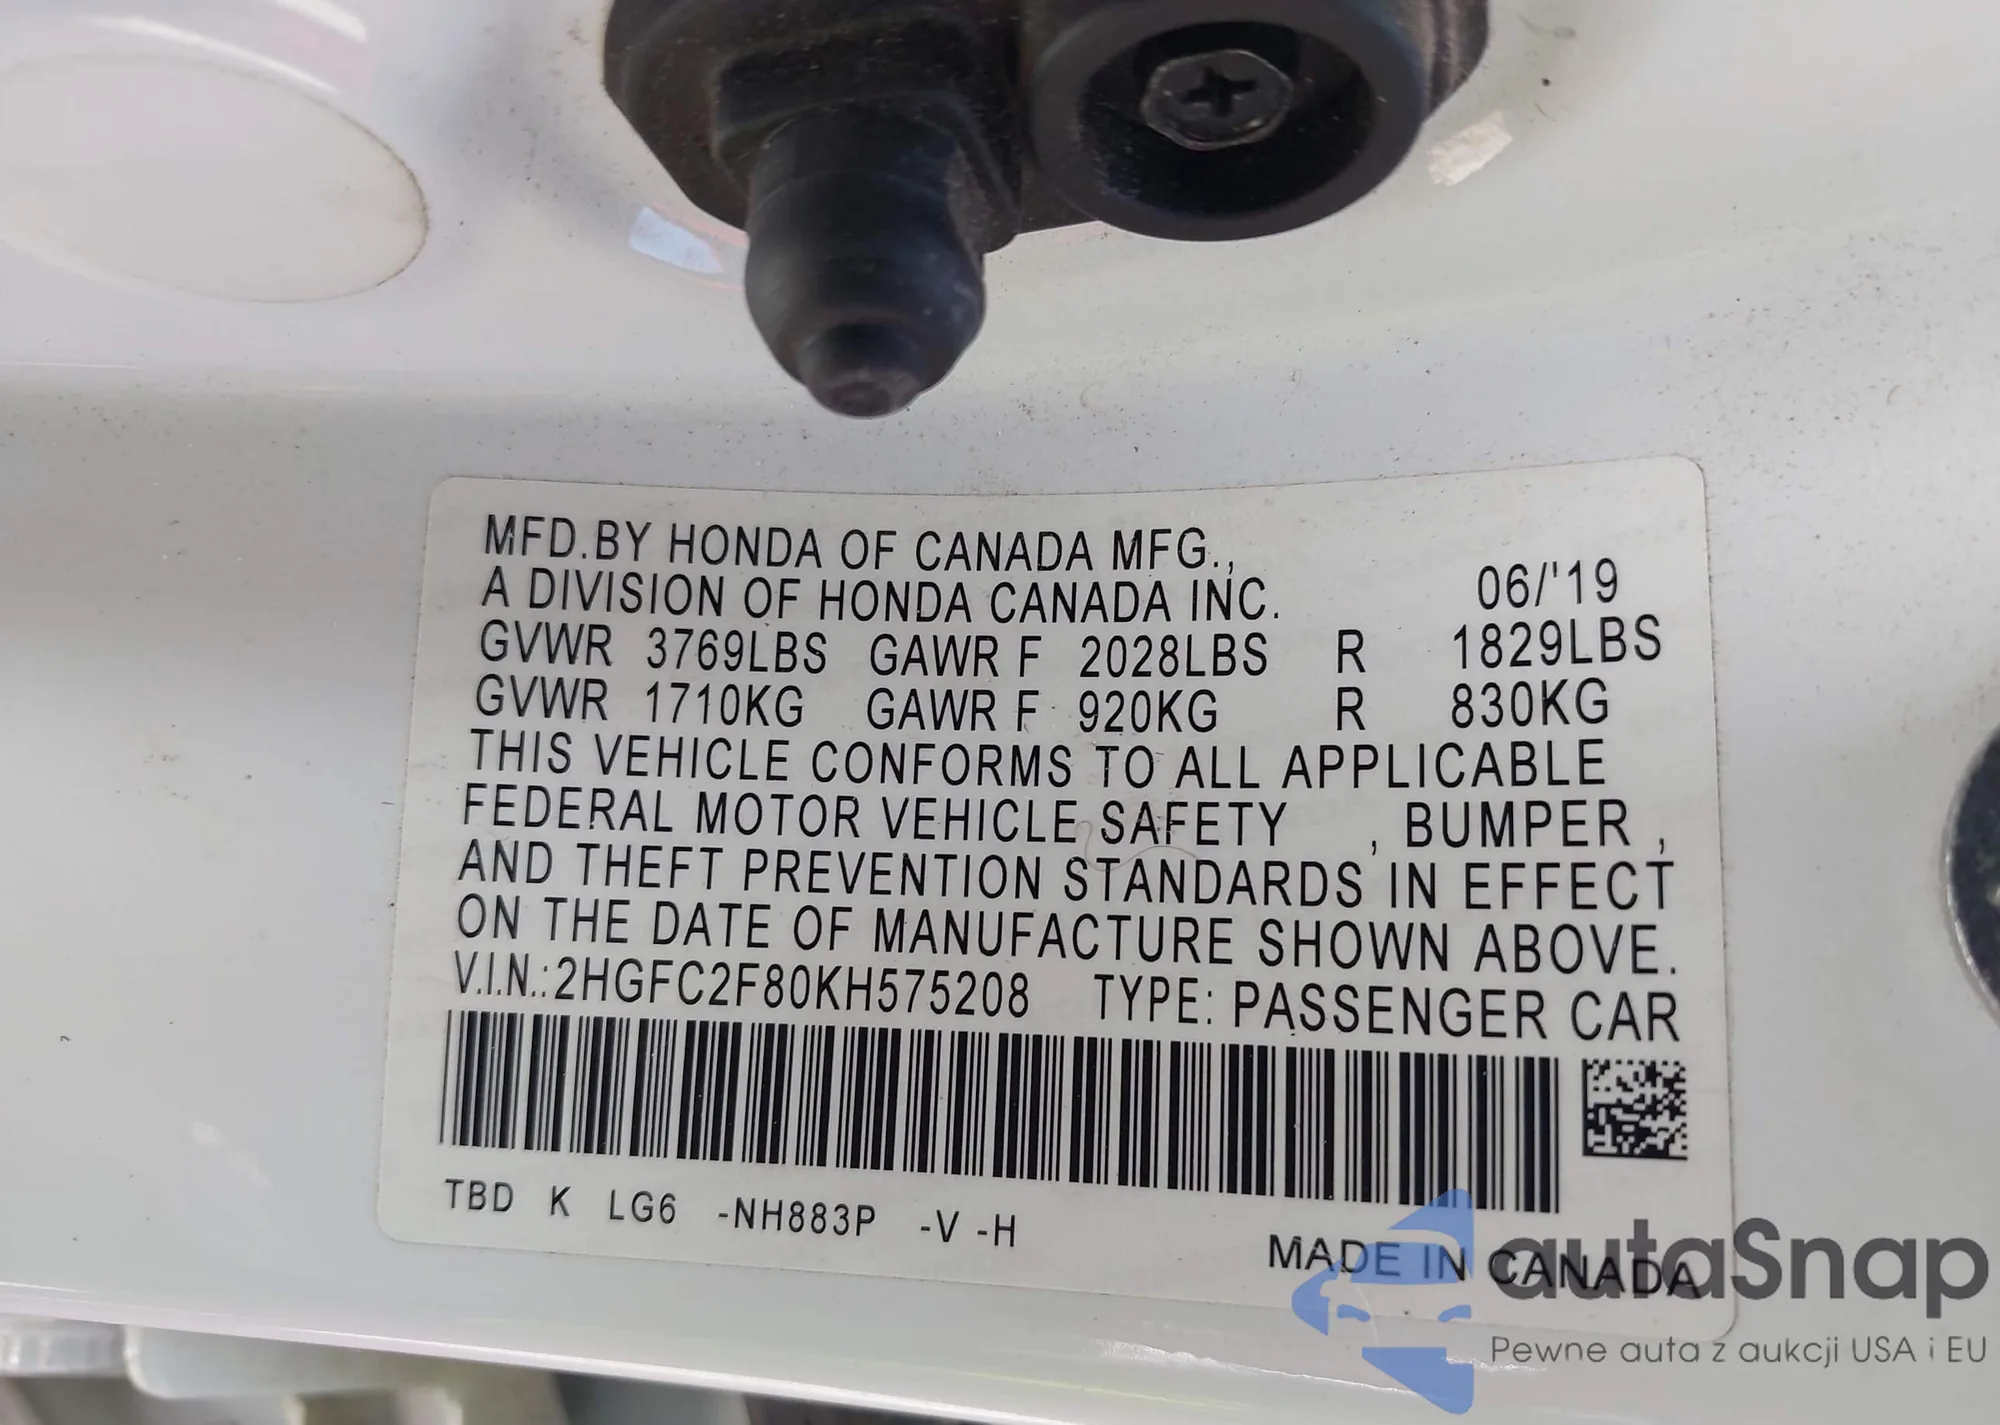 MFD.BY HONDA OF CANADA MFG.,
A DIVISION OF HONDA CANADA INC. 06/'19
GVWR 3769LBS GAWR F 2028LBS R 1829LBS
GVWR 1710KG GAWR F 920KG R 830KG
THIS VEHICLE CONFORMS TO ALL APPLICABLE
FEDERAL MOTOR VEHICLE SAFETY , BUMPER ,
AND THEFT PREVENTION STANDARDS IN EFFECT
ON THE DATE OF MANUFACTURE SHOWN ABOVE.
V.I.N.:2HGFC2F80KH575208 TYPE: PASSENGER CAR
TBD K LG6 -NH883P -V -H
MADE IN CANADA
autaSnap
Pewne auta z aukcji USA i EU